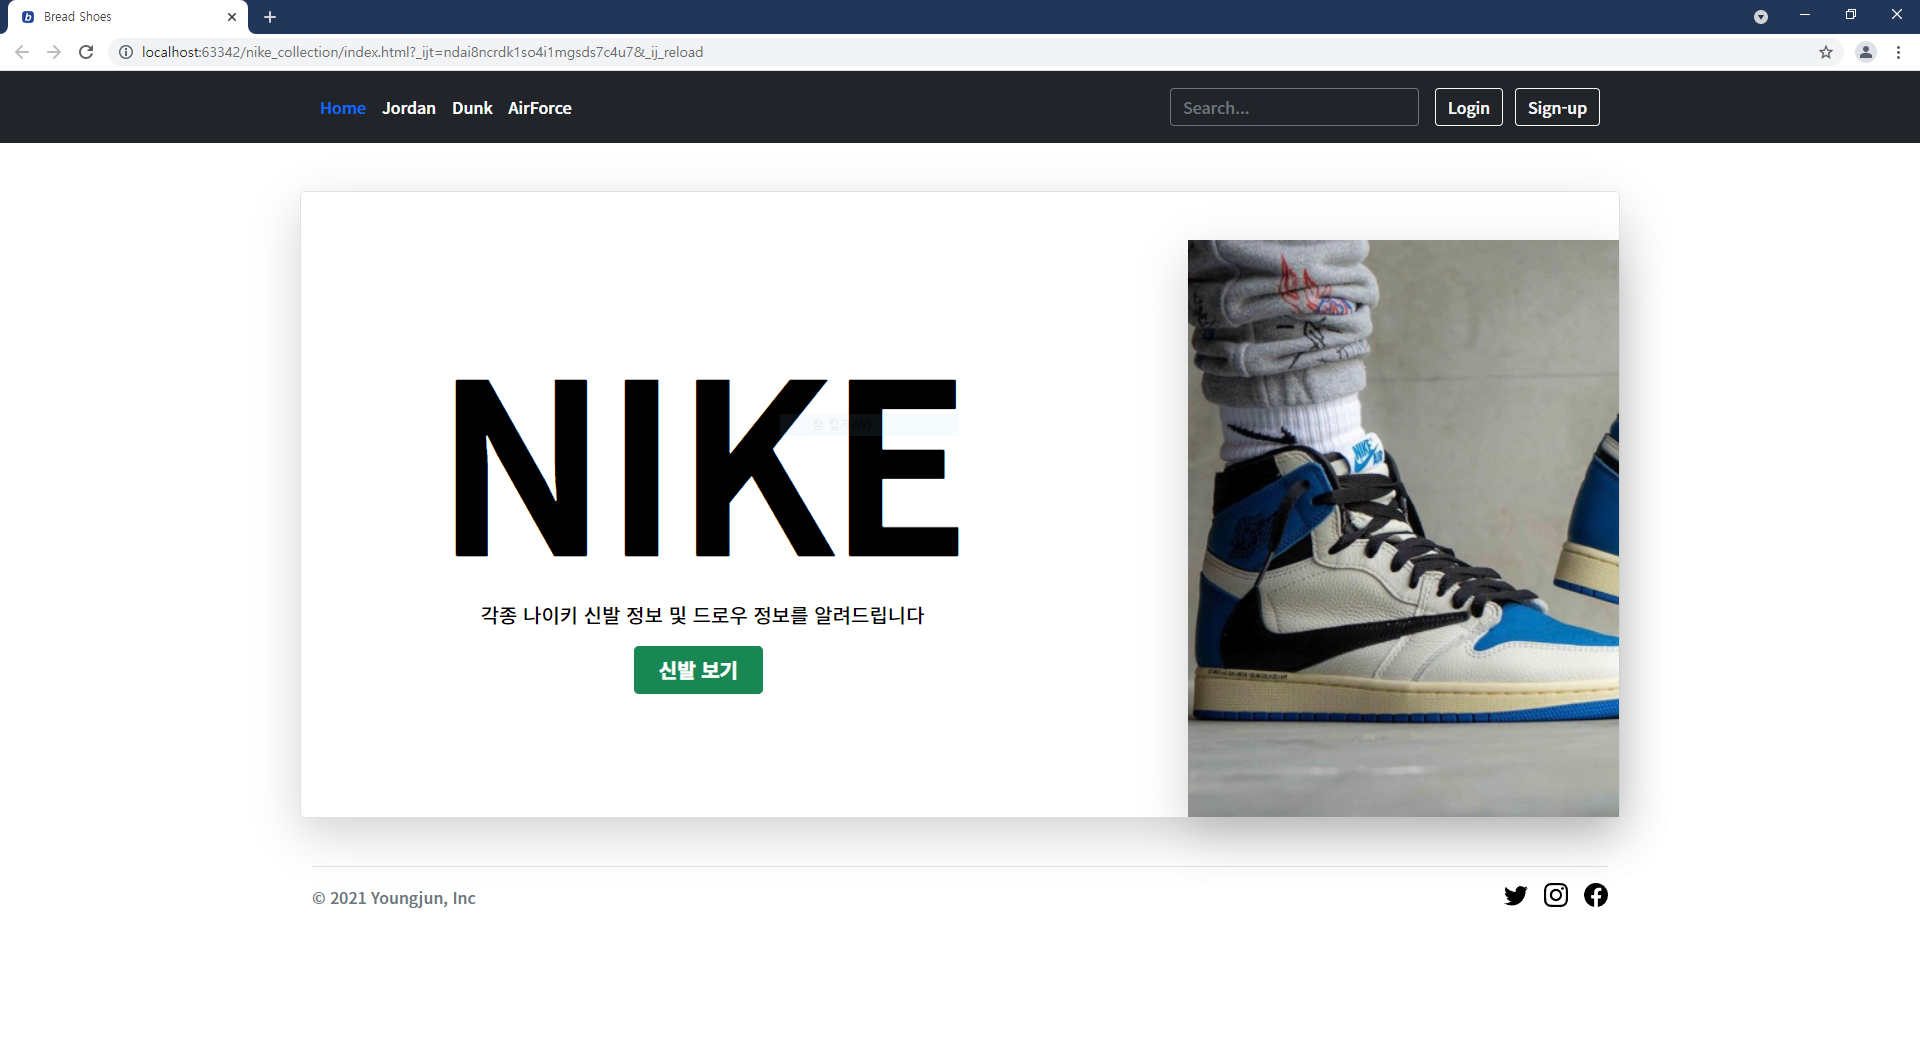 Bread Shoes
localhost:63342/nike_collection/index.html?_ijt=ndai8ncrdk1so4i1mgsds7c4u7&_ij_reload
Home Jordan Dunk AirForce Search... Login Sign-up
NIKE
각종 나이키 신발 정보 및 드로우 정보를 알려드립니다
신발 보기
NIKE
AIR
© 2021 Youngjun, Inc